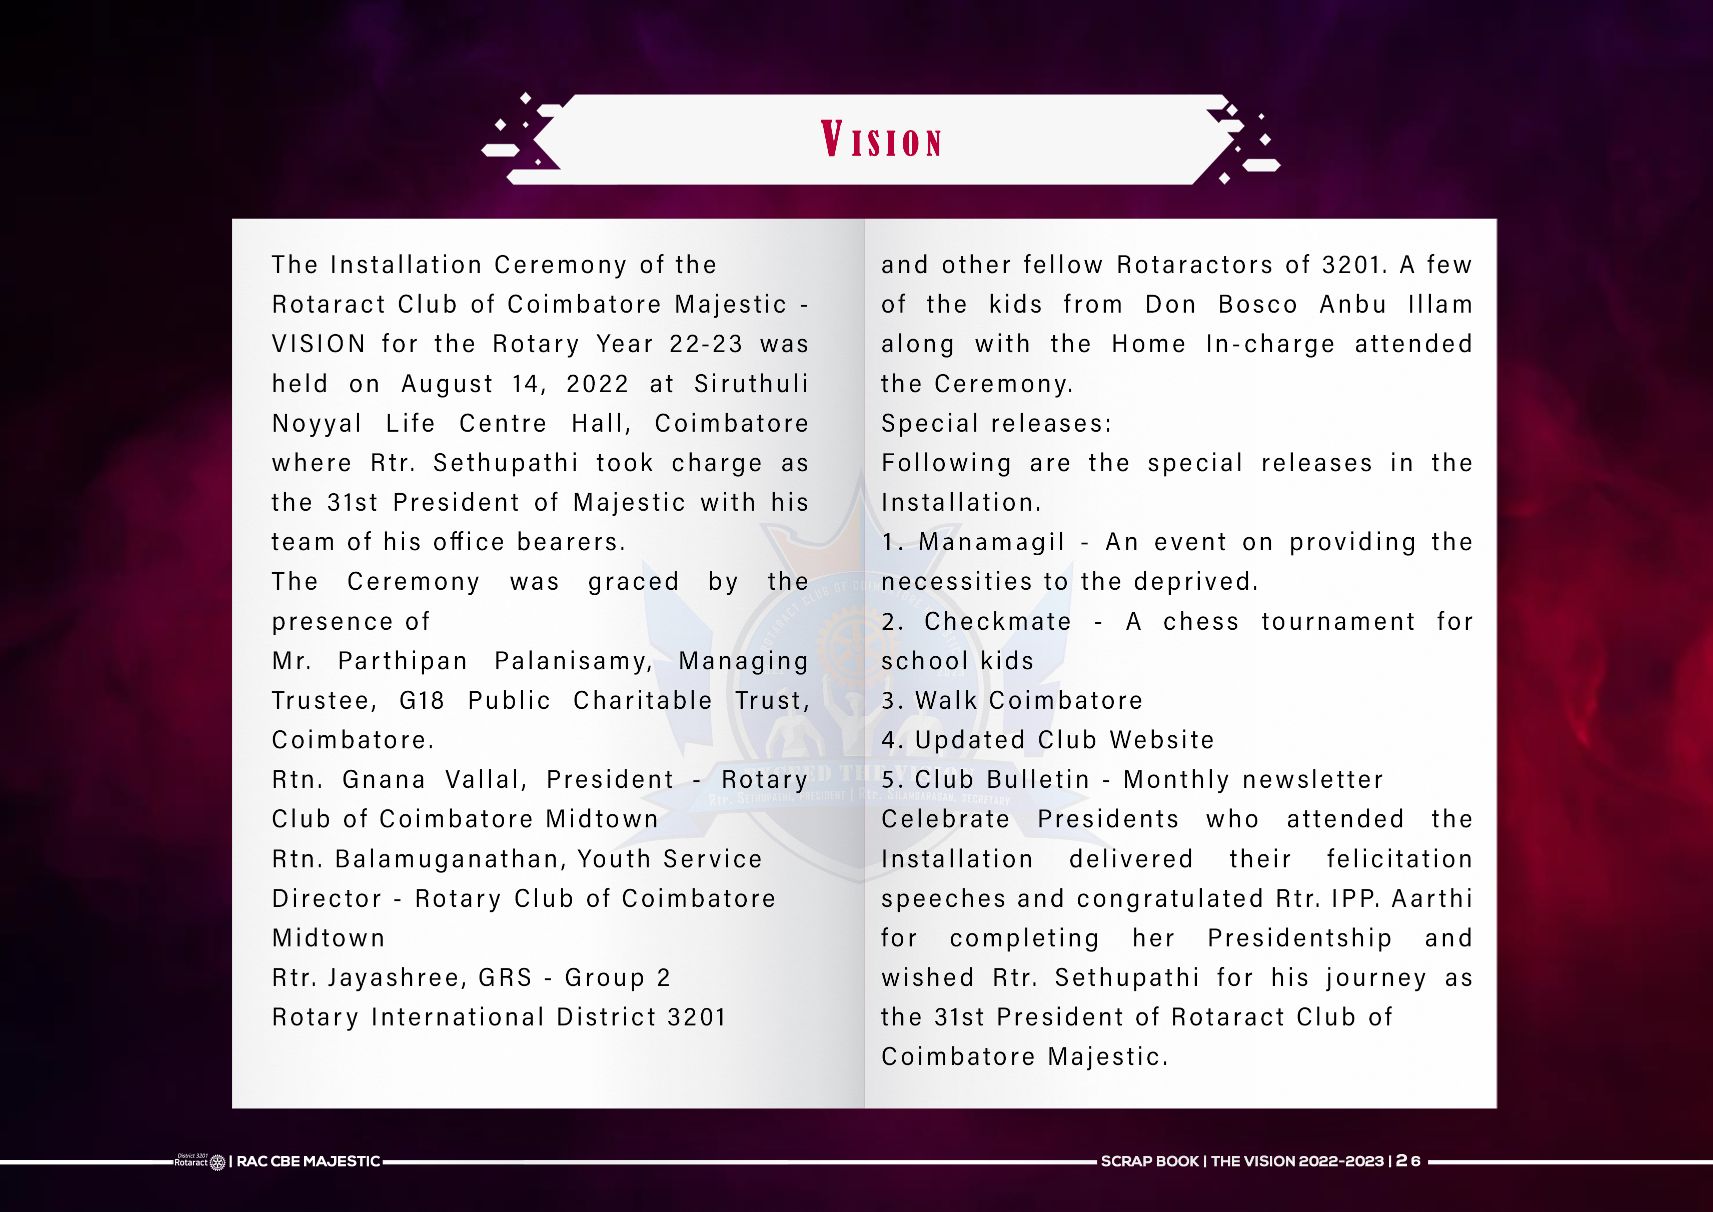 VISION
The Installation Ceremony of the
Rotaract Club of Coimbatore Majestic -
VISION for the Rotary Year 22-23 was
held on August 14, 2022 at Siruthuli
Noyyal Life Centre Hall, Coimbatore
where Rtr. Sethupathi took charge as
the 31st President of Majestic with his
team of his office bearers.
The Ceremony was graced by the
presence of
Mr. Parthipan Palanisamy, Managing
Trustee, G18 Public Charitable Trust,
Coimbatore.
Rtn. Gnana Vallal, President - Rotary
Club of Coimbatore Midtown
Rtn. Balamuganathan, Youth Service
Director - Rotary Club of Coimbatore
Midtown
Rtr. Jayashree, GRS - Group 2
Rotary International District 3201
and other fellow Rotaractors of 3201. A few
of the kids from Don Bosco Anbu Illam
along with the Home In-charge attended
the Ceremony.
Special releases:
Following are the special releases in the
Installation.
1. Manamagil - An event on providing the
necessities to the deprived.
2. Checkmate - A chess tournament for
school kids
3. Walk Coimbatore
4. Updated Club Website
5. Club Bulletin - Monthly newsletter
Celebrate Presidents who attended the
Installation delivered their felicitation
speeches and congratulated Rtr. IPP. Aarthi
for completing her Presidentship and
wished Rtr. Sethupathi for his journey as
the 31st President of Rotaract Club of
Coimbatore Majestic.
District 3201
Rotaract | RAC CBE MAJESTIC
SCRAP BOOK | THE VISION 2022-2023 | 26